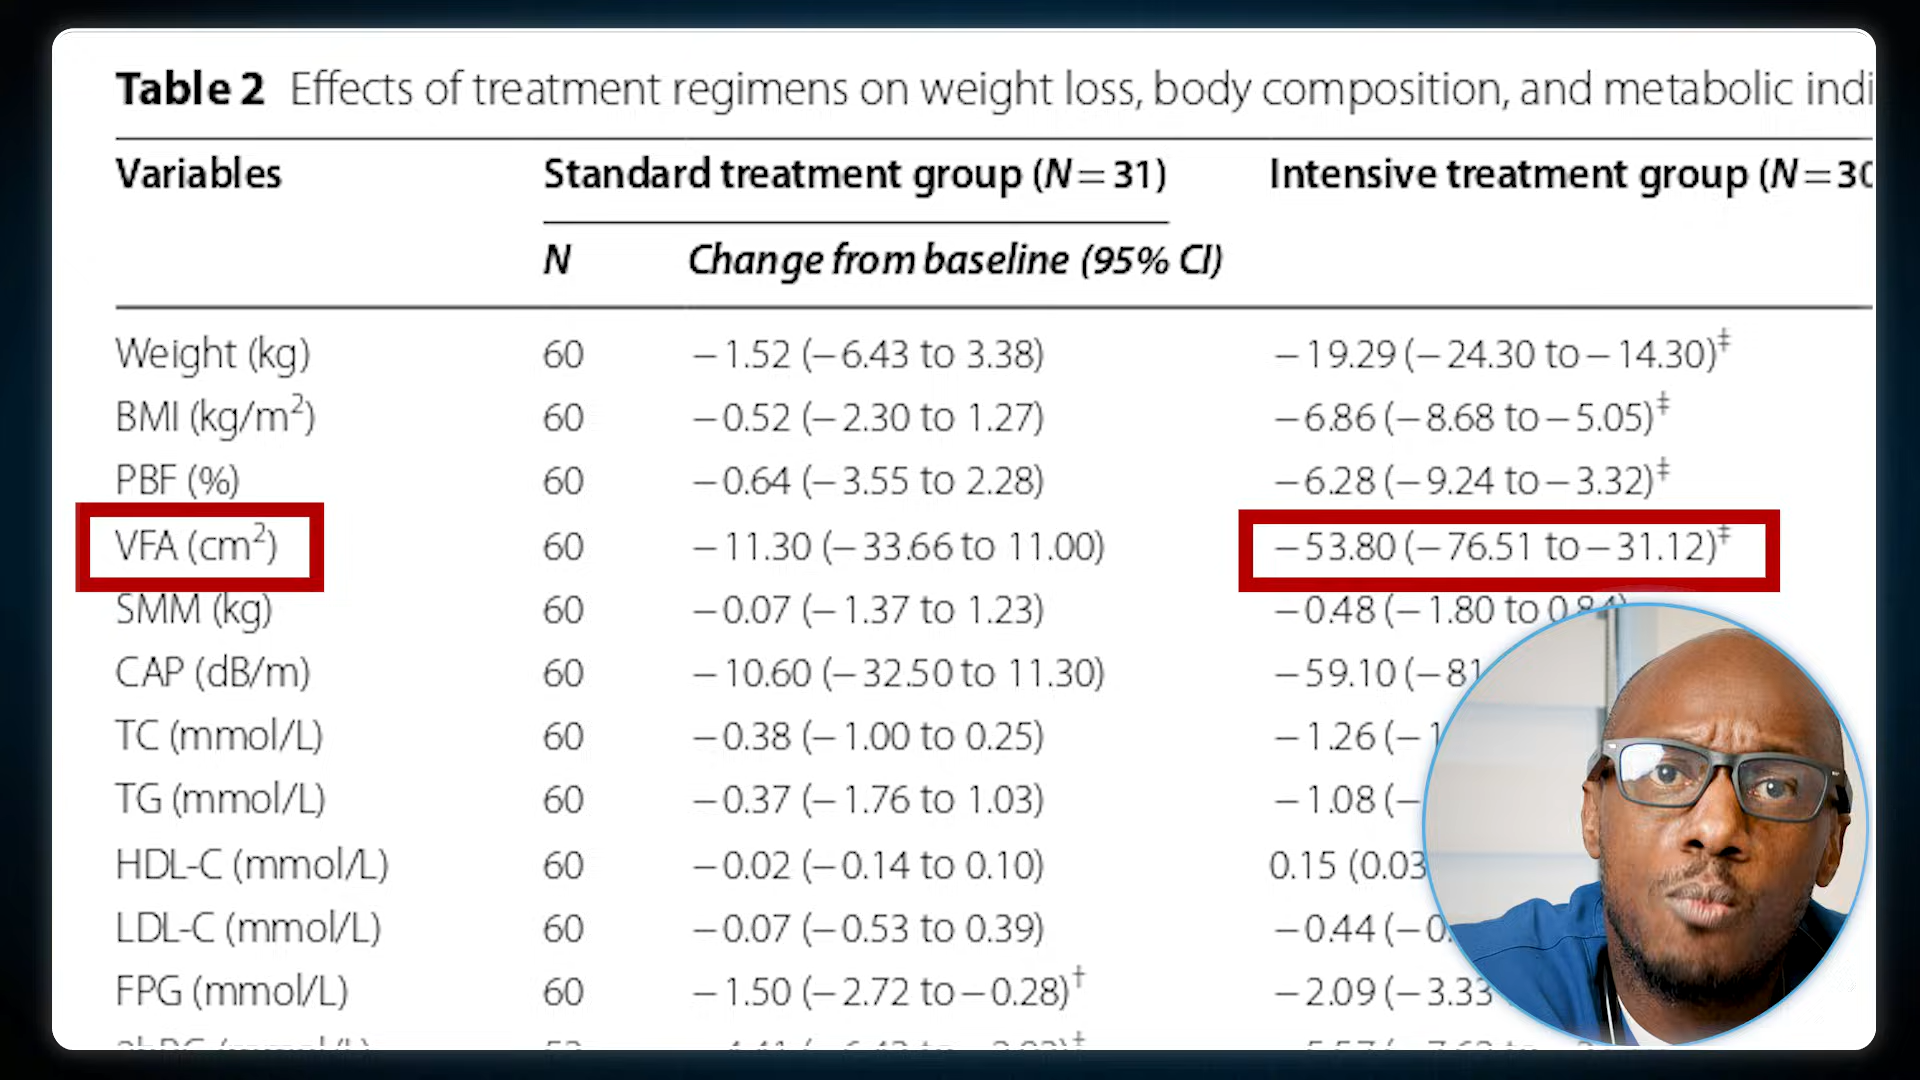 Table 2 Effects of treatment regimens on weight loss, body composition, and metabolic indi
Variables Standard treatment group (N = 31) Intensive treatment group (N = 30
N Change from baseline (95% CI)
Weight (kg) 60 −1.52 (−6.43 to 3.38) −19.29 (−24.30 to −14.30)‡
BMI (kg/m²) 60 −0.52 (−2.30 to 1.27) −6.86 (−8.68 to −5.05)‡
PBF (%) 60 −0.64 (−3.55 to 2.28) −6.28 (−9.24 to −3.32)‡
VFA (cm²) 60 −11.30 (−33.66 to 11.00) −53.80 (−76.51 to −31.12)‡
SMM (kg) 60 −0.07 (−1.37 to 1.23) −0.48 (−1.80 to 0.84)
CAP (dB/m) 60 −10.60 (−32.50 to 11.30) −59.10 (−81
TC (mmol/L) 60 −0.38 (−1.00 to 0.25) −1.26 (−1
TG (mmol/L) 60 −0.37 (−1.76 to 1.03) −1.08 (−
HDL-C (mmol/L) 60 −0.02 (−0.14 to 0.10) 0.15 (0.03
LDL-C (mmol/L) 60 −0.07 (−0.53 to 0.39) −0.44 (−0.
FPG (mmol/L) 60 −1.50 (−2.72 to −0.28)† −2.09 (−3.33